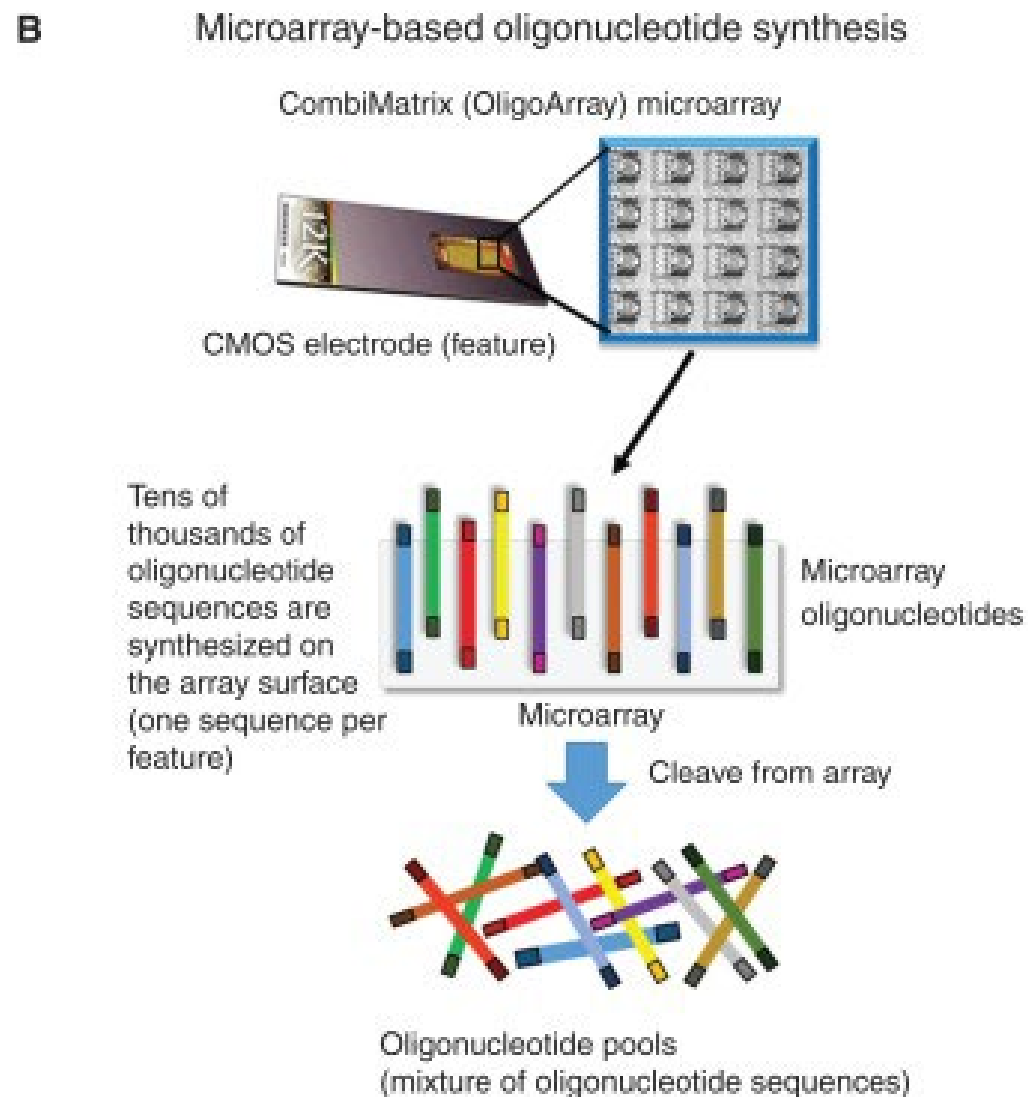 B
Microarray-based oligonucleotide synthesis
CombiMatrix (OligoArray) microarray
12K
CMOS electrode (feature)
Tens of
thousands of
oligonucleotide
sequences are
synthesized on
the array surface
(one sequence per
feature)
Microarray
oligonucleotides
Microarray
Cleave from array
Oligonucleotide pools
(mixture of oligonucleotide sequences)